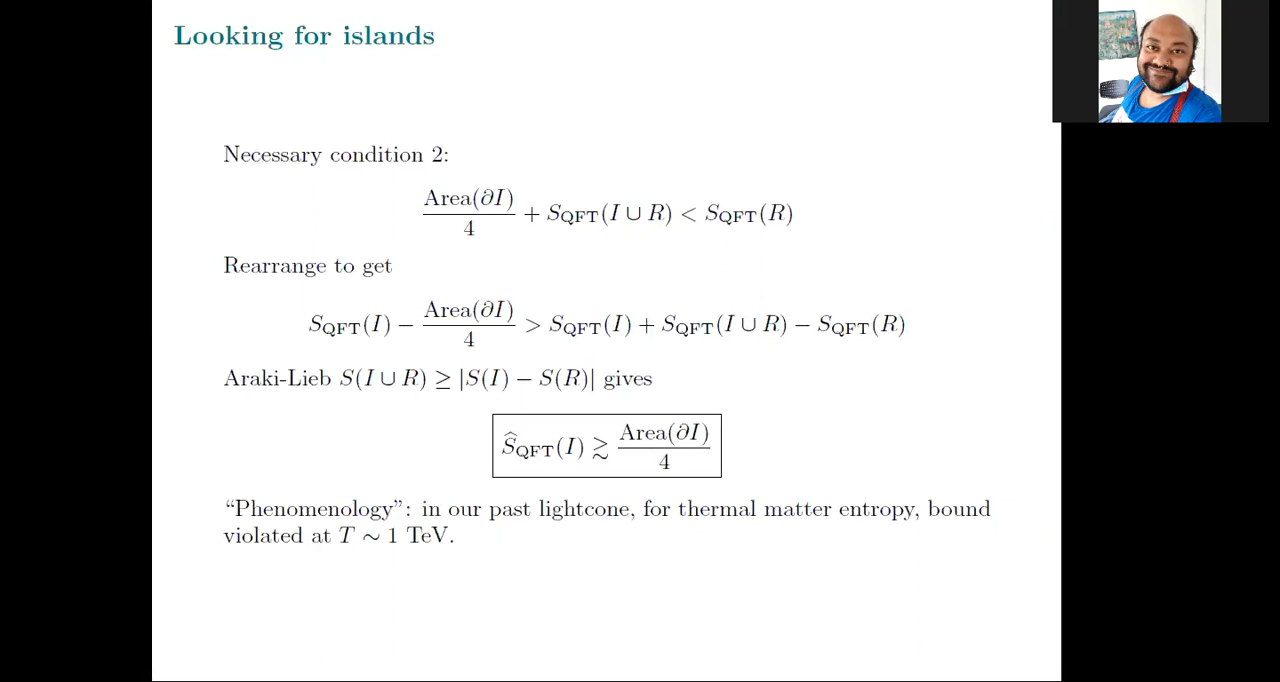 Looking for islands
Necessary condition 2:
Area(∂I)/4 + S_QFT(I ∪ R) < S_QFT(R)
Rearrange to get
S_QFT(I) − Area(∂I)/4 > S_QFT(I) + S_QFT(I ∪ R) − S_QFT(R)
Araki-Lieb S(I ∪ R) ≥ |S(I) − S(R)| gives
Ŝ_QFT(I) ≳ Area(∂I)/4
“Phenomenology”: in our past lightcone, for thermal matter entropy, bound
violated at T ∼ 1 TeV.